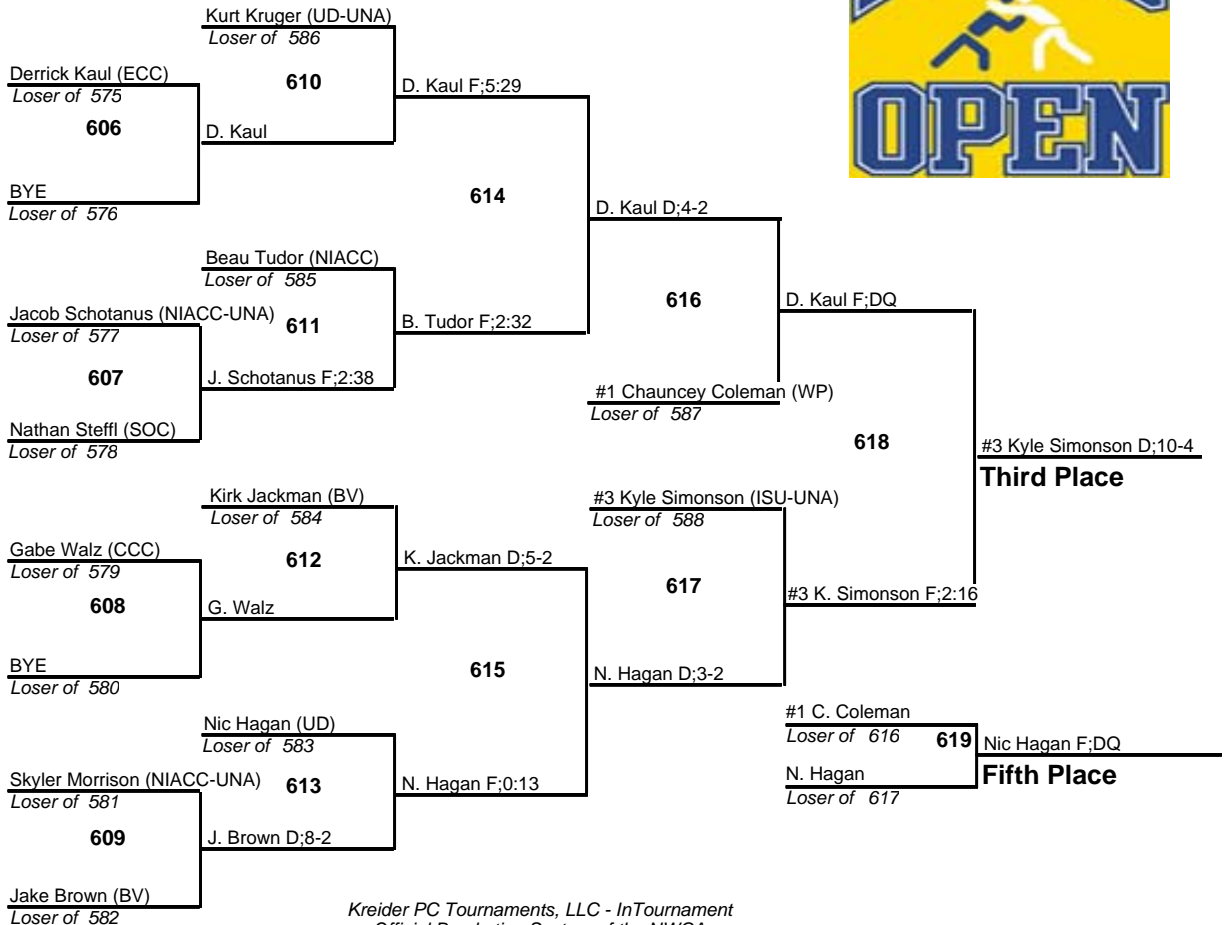 Kurt Kruger (UD-UNA)
Loser of 586
Derrick Kaul (ECC)
Loser of 575
610
D. Kaul F;5:29
606
D. Kaul
BYE
Loser of 576
614
D. Kaul D;4-2
Beau Tudor (NIACC)
Loser of 585
Jacob Schotanus (NIACC-UNA)
Loser of 577
611
B. Tudor F;2:32
616
D. Kaul F;DQ
607
J. Schotanus F;2:38
#1 Chauncey Coleman (WP)
Loser of 587
Nathan Steffl (SOC)
Loser of 578
618
#3 Kyle Simonson D;10-4
Third Place
Kirk Jackman (BV)
Loser of 584
#3 Kyle Simonson (ISU-UNA)
Loser of 588
Gabe Walz (CCC)
Loser of 579
612
K. Jackman D;5-2
617
608
G. Walz
#3 K. Simonson F;2:16
BYE
Loser of 580
615
N. Hagan D;3-2
Nic Hagan (UD)
Loser of 583
#1 C. Coleman
Loser of 616
619
Nic Hagan F;DQ
Fifth Place
N. Hagan
Loser of 617
Skyler Morrison (NIACC-UNA)
Loser of 581
613
N. Hagan F;0:13
609
J. Brown D;8-2
Jake Brown (BV)
Loser of 582
Kreider PC Tournaments, LLC - InTournament
OPEN